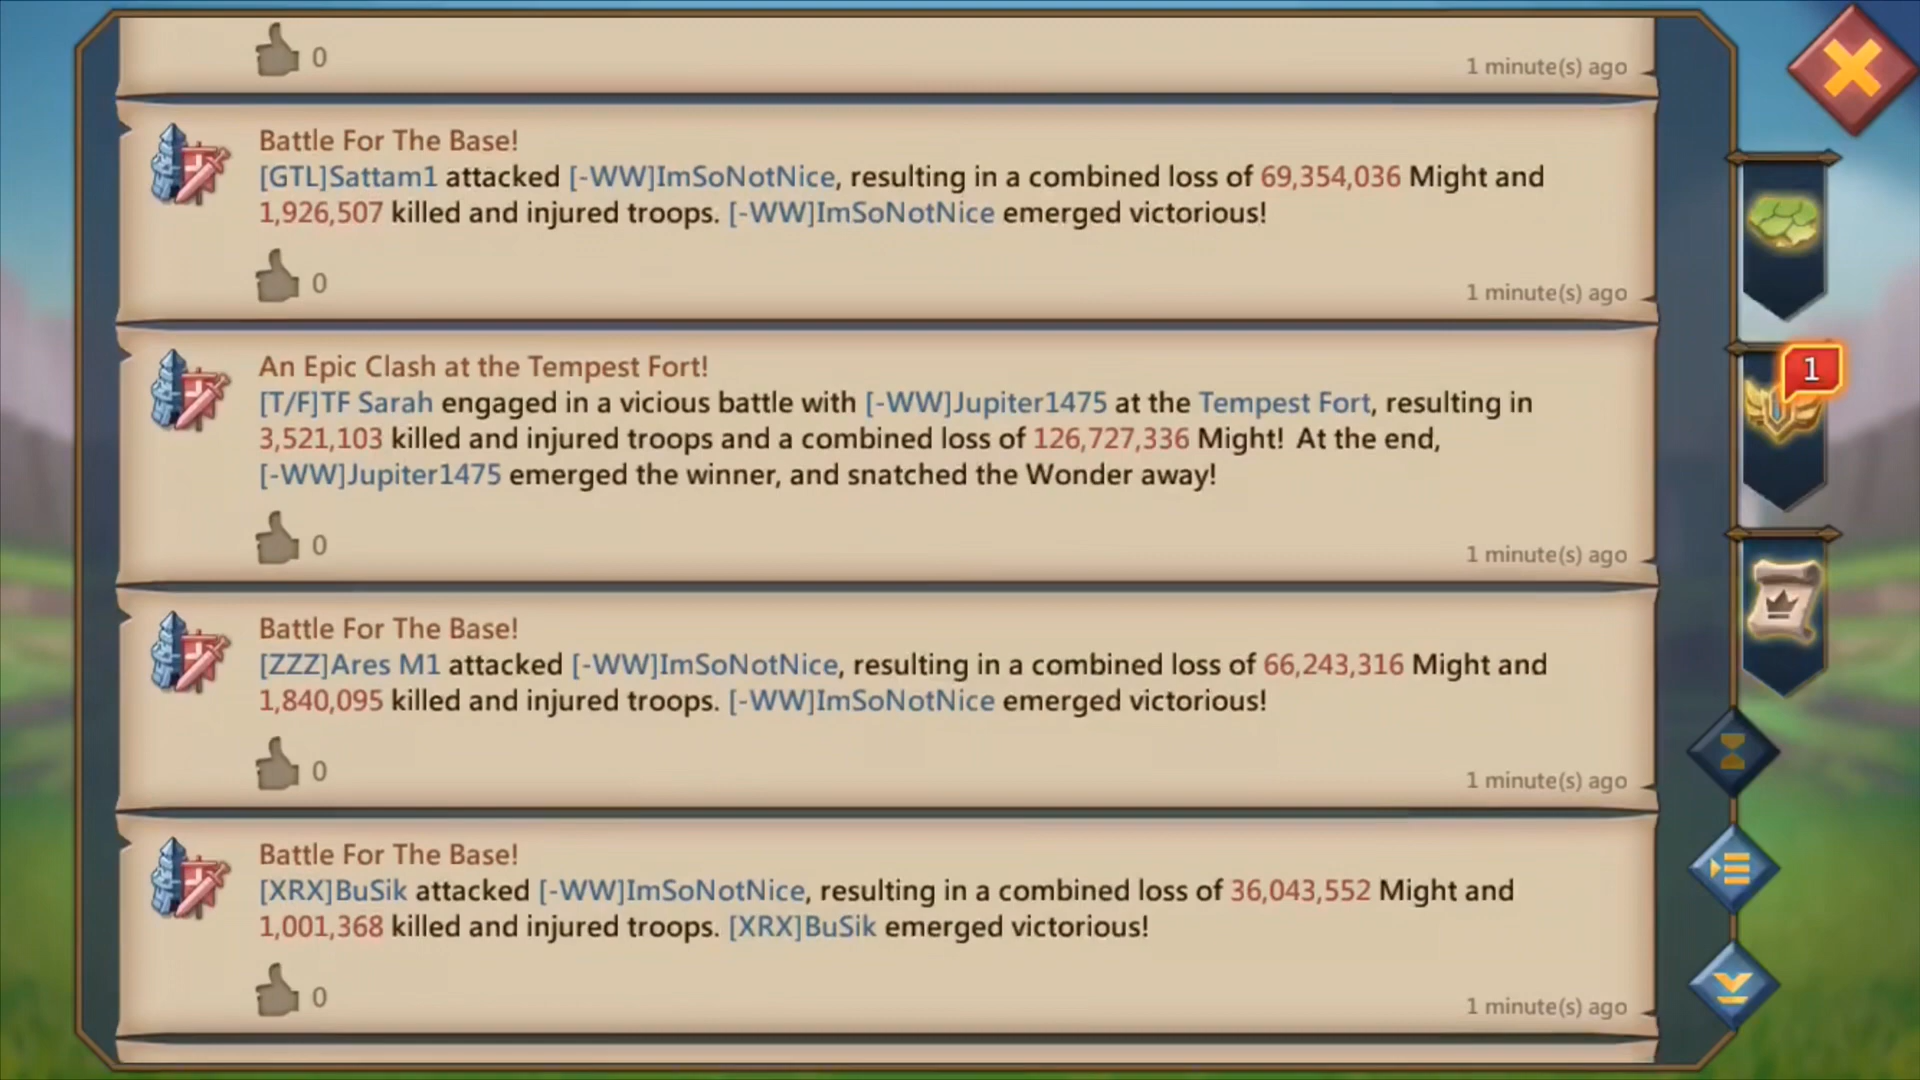 0
1 minute(s) ago
Battle For The Base!
[GTL]Sattam1 attacked [-WW]ImSoNotNice, resulting in a combined loss of 69,354,036 Might and
1,926,507 killed and injured troops. [-WW]ImSoNotNice emerged victorious!
0
1 minute(s) ago
An Epic Clash at the Tempest Fort!
[T/F]TF Sarah engaged in a vicious battle with [-WW]Jupiter1475 at the Tempest Fort, resulting in
3,521,103 killed and injured troops and a combined loss of 126,727,336 Might! At the end,
[-WW]Jupiter1475 emerged the winner, and snatched the Wonder away!
0
1 minute(s) ago
Battle For The Base!
[ZZZ]Ares M1 attacked [-WW]ImSoNotNice, resulting in a combined loss of 66,243,316 Might and
1,840,095 killed and injured troops. [-WW]ImSoNotNice emerged victorious!
0
1 minute(s) ago
Battle For The Base!
[XRX]BuSik attacked [-WW]ImSoNotNice, resulting in a combined loss of 36,043,552 Might and
1,001,368 killed and injured troops. [XRX]BuSik emerged victorious!
0
1 minute(s) ago
1